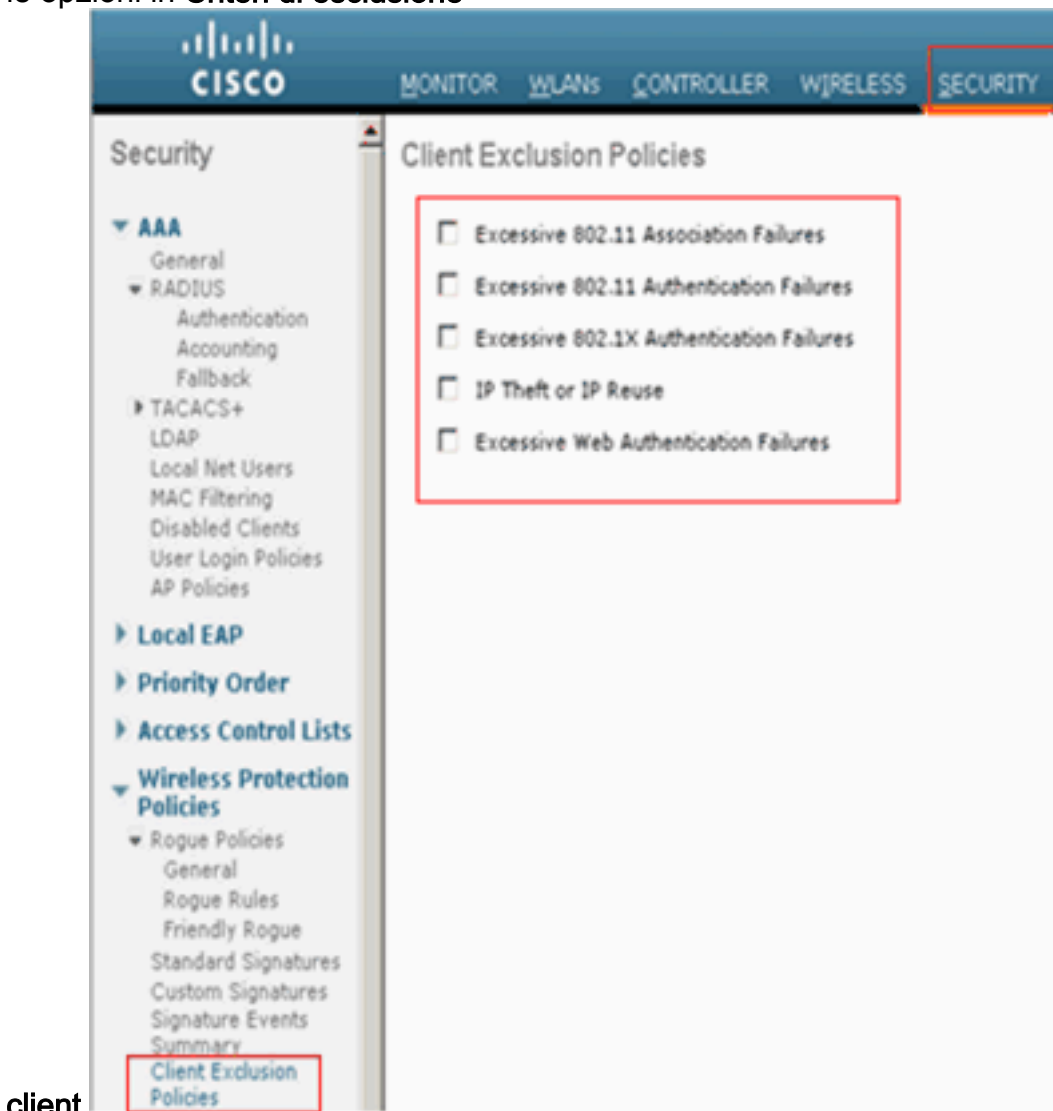 CISCO
MONITOR WLANs CONTROLLER WIRELESS SECURITY
Security
AAA
General
RADIUS
Authentication
Accounting
Fallback
TACACS+
LDAP
Local Net Users
MAC Filtering
Disabled Clients
User Login Policies
AP Policies
Local EAP
Priority Order
Access Control Lists
Wireless Protection
Policies
Rogue Policies
General
Rogue Rules
Friendly Rogue
Standard Signatures
Custom Signatures
Signature Events
Summary
Client Exclusion
Policies
Client Exclusion Policies
Excessive 802.11 Association Failures
Excessive 802.11 Authentication Failures
Excessive 802.1X Authentication Failures
IP Theft or IP Reuse
Excessive Web Authentication Failures
client